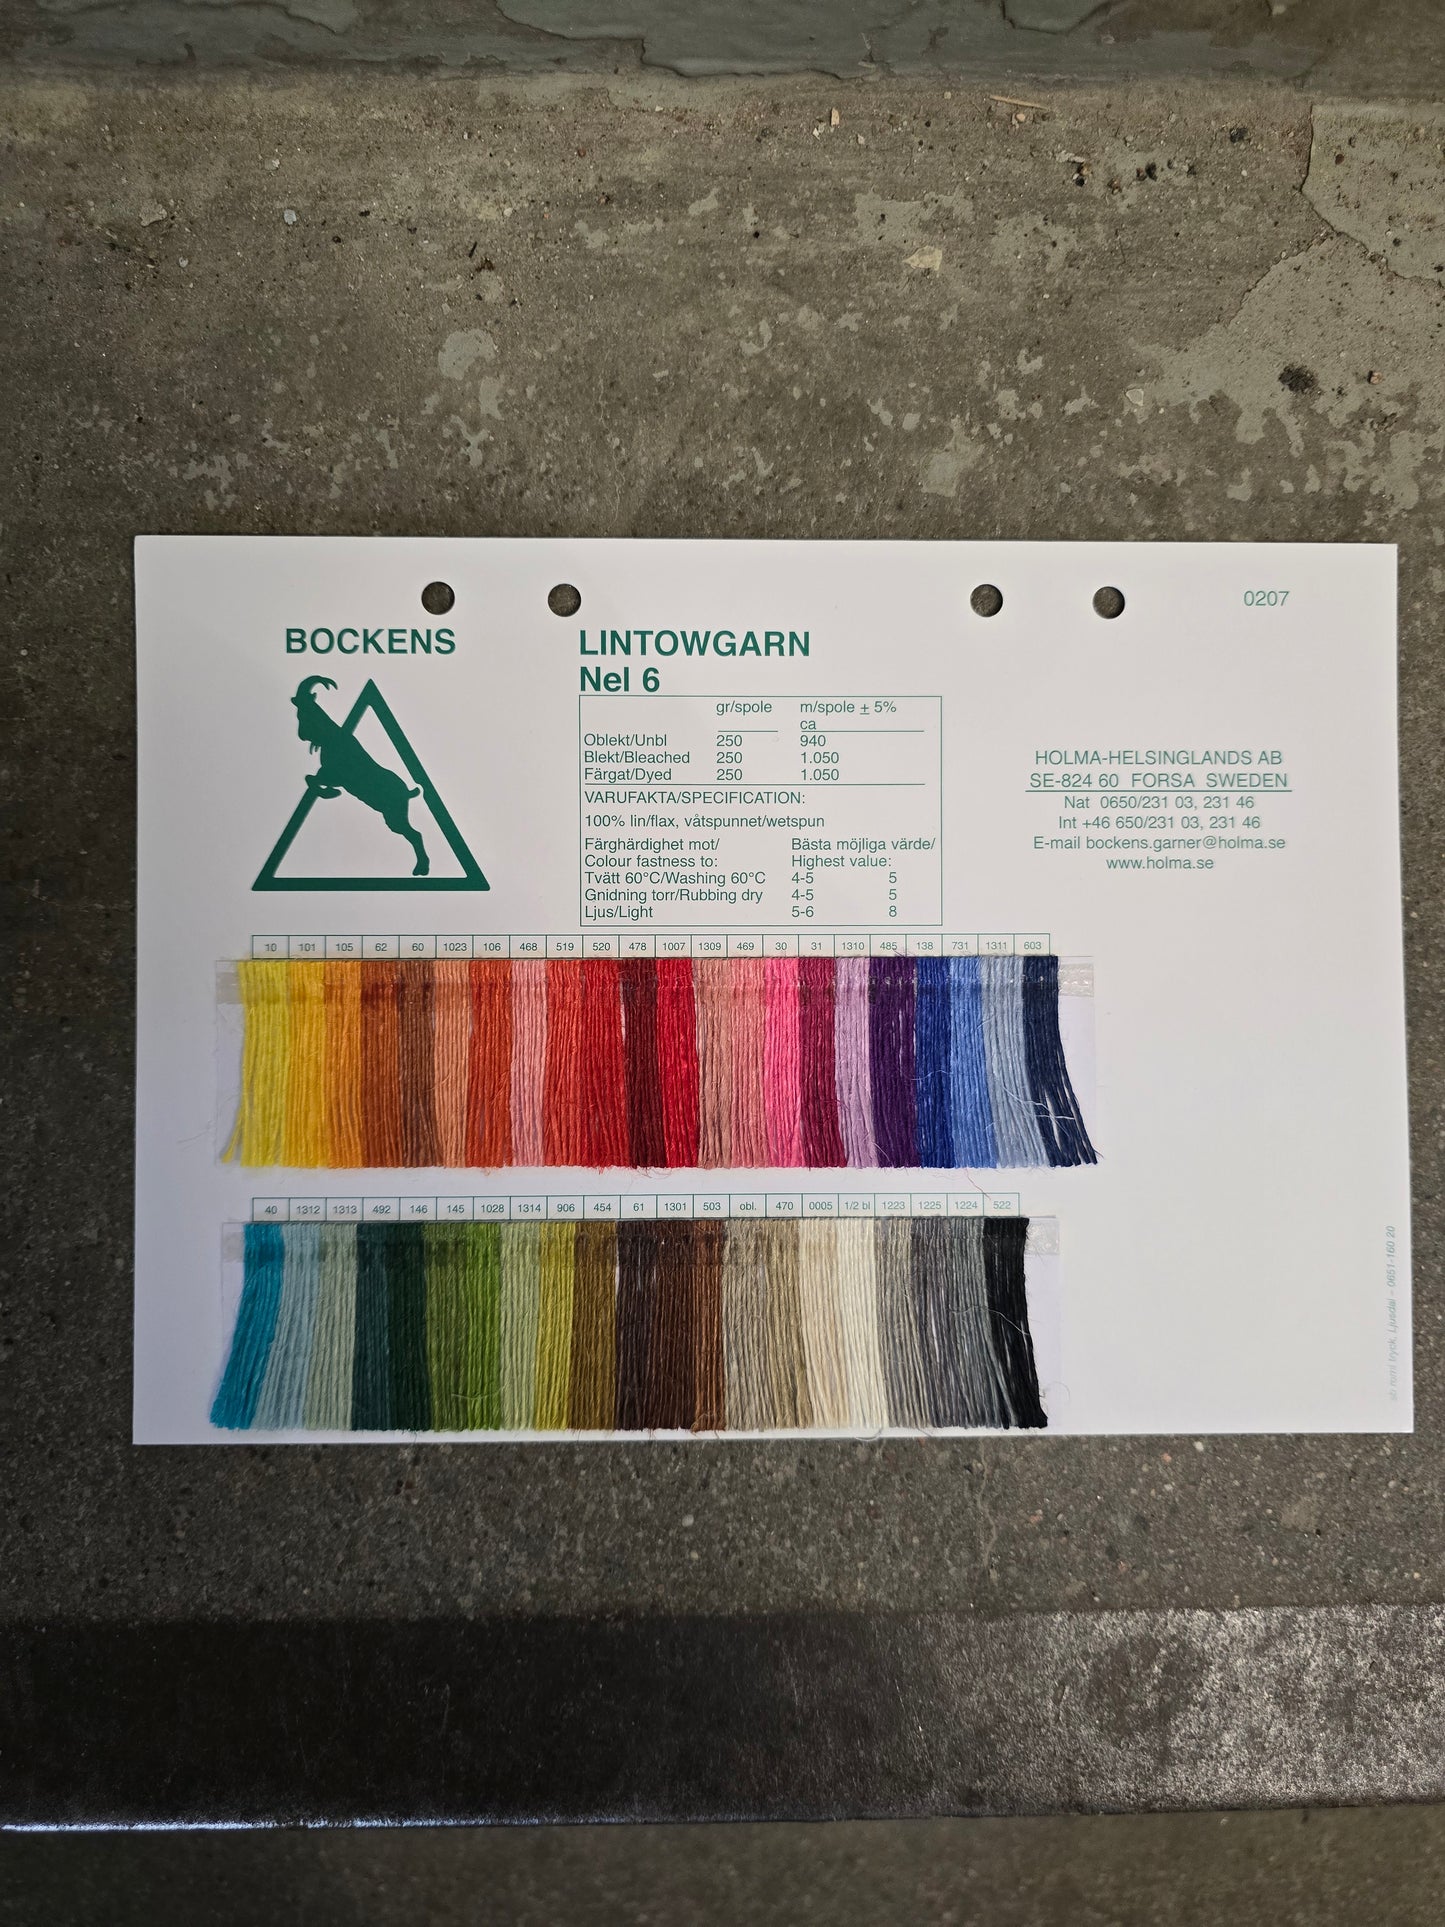 0207
BOCKENS
LINTOWGARN
Nel 6
gr/spole m/spole ± 5%
ca
Oblekt/Unbl 250 940
Blekt/Bleached 250 1.050
Färgat/Dyed 250 1.050
VARUFAKTA/SPECIFICATION:
100% lin/flax, våtspunnet/wetspun
Färghärdighet mot/ Bästa möjliga värde/
Colour fastness to: Highest value:
Tvätt 60°C/Washing 60°C 4-5 5
Gnidning torr/Rubbing dry 4-5 5
Ljus/Light 5-6 8
HOLMA-HELSINGLANDS AB
SE-824 60 FORSA SWEDEN
Nat 0650/231 03, 231 46
Int +46 650/231 03, 231 46
E-mail bockens.garner@holma.se
www.holma.se
10 101 105 62 60 1023 106 468 519 520 478 1007 1309 469 30 31 1310 485 138 731 1311 603
40 1312 1313 492 146 145 1028 1314 906 454 61 1301 503 obl. 470 0005 1/2 bl 1223 1225 1224 522
tryck, Ljusdal – 0651-160 20